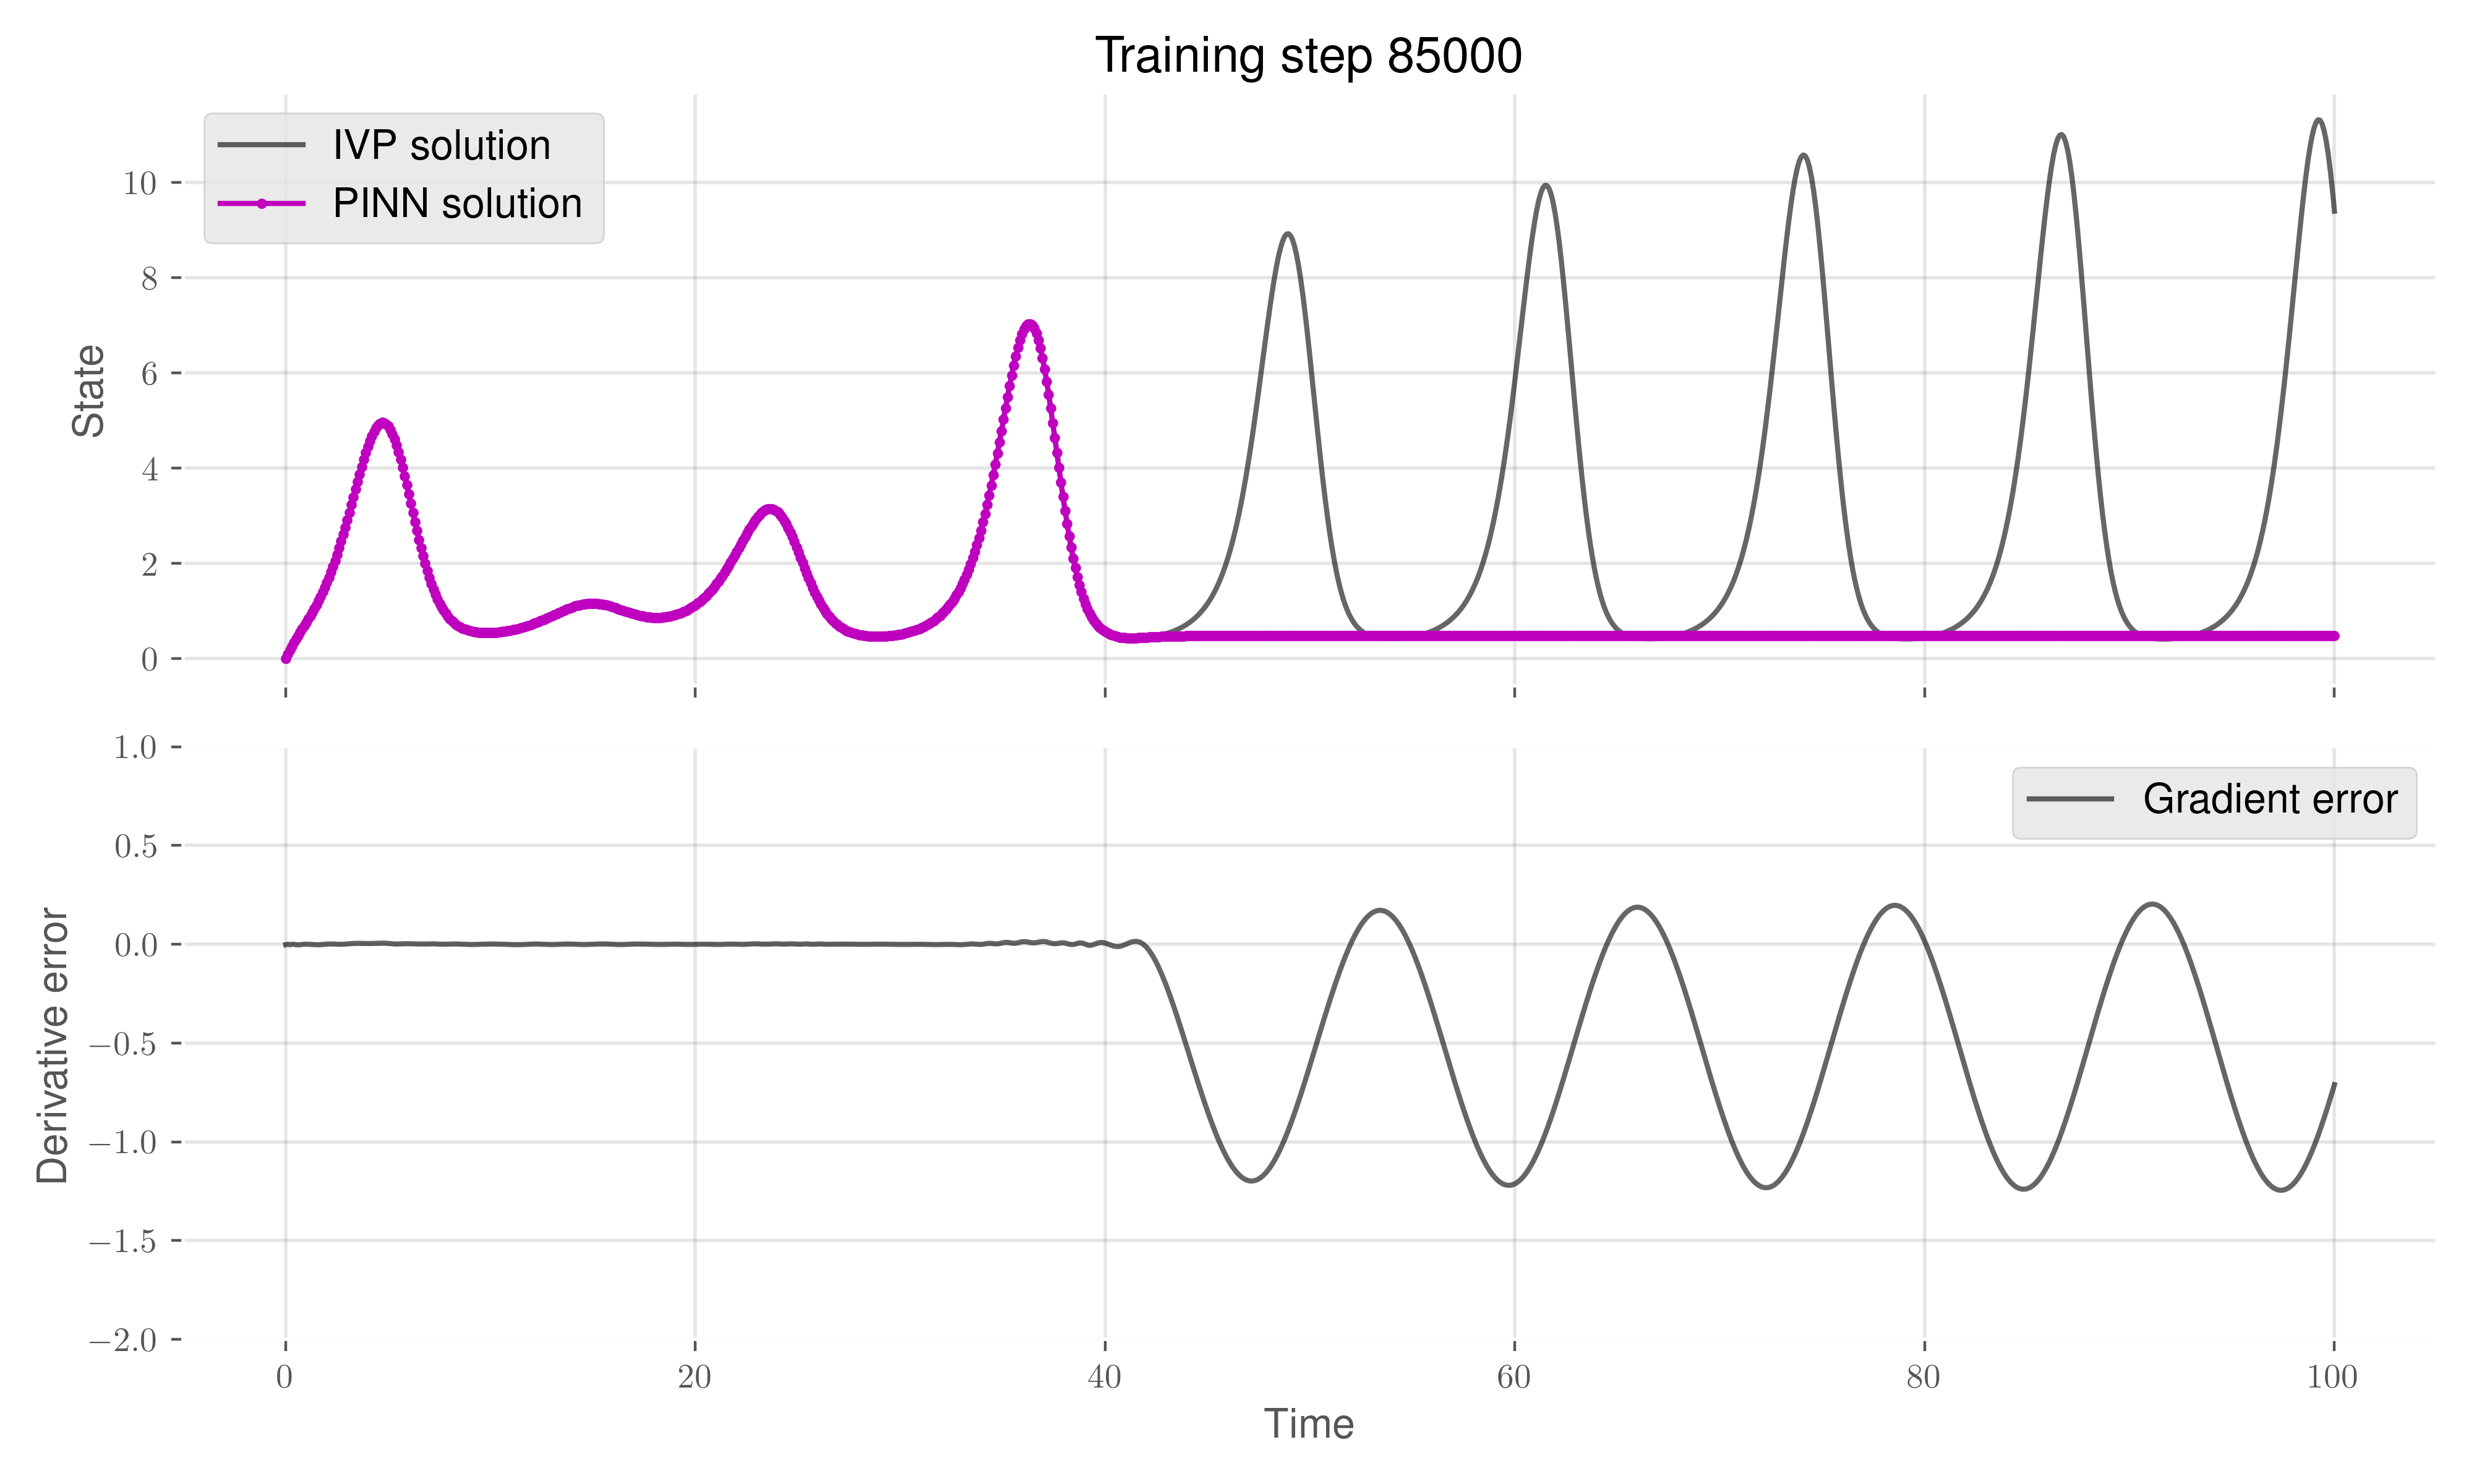 Training step 85000
IVP solution
PINN solution
10
8
6
4
2
0
State
1.0
0.5
0.0
−0.5
−1.0
−1.5
−2.0
Derivative error
Gradient error
0 20 40 60 80 100
Time